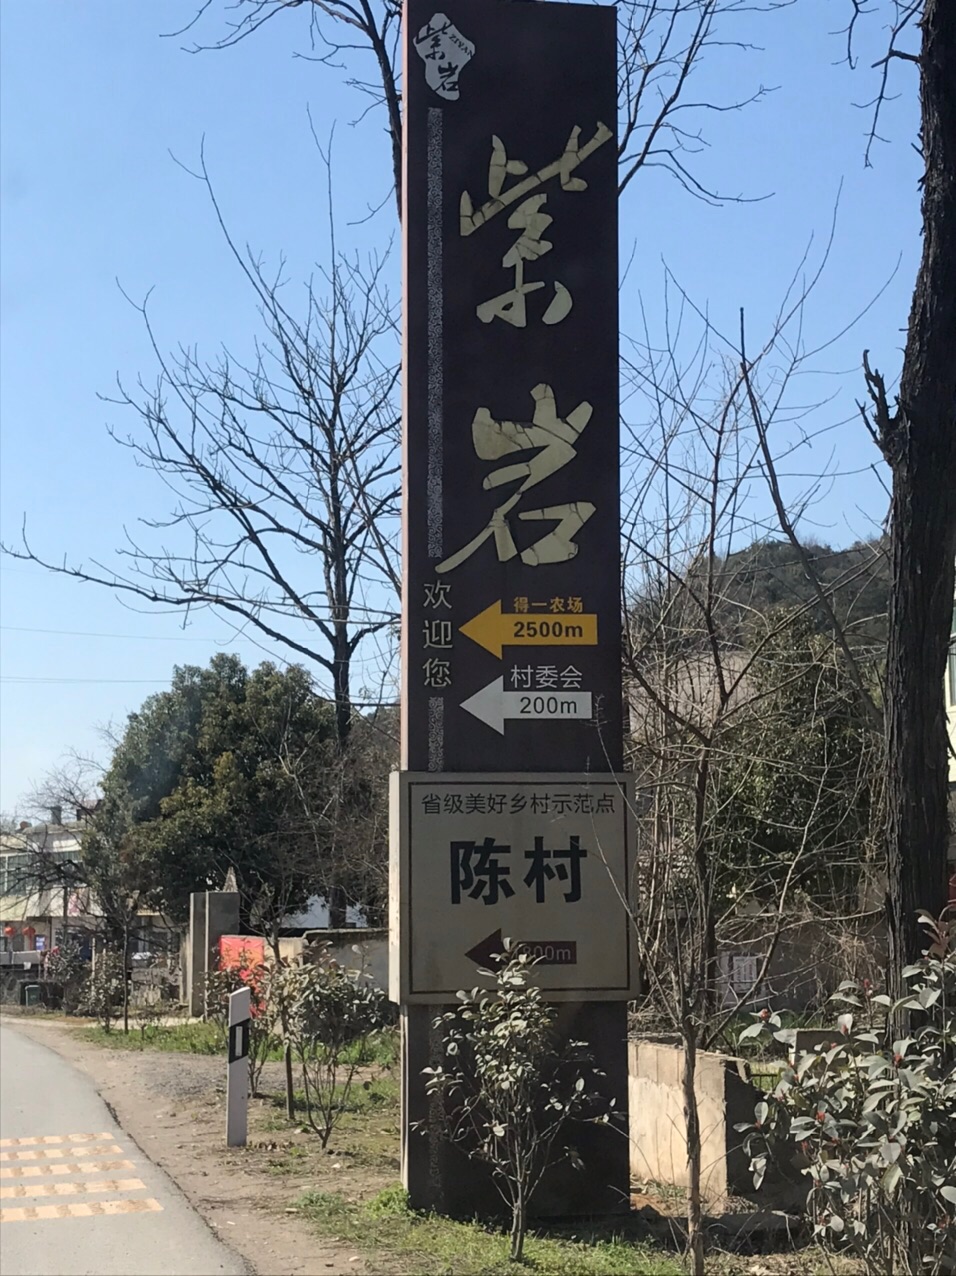 紫岩
ZIYAN
紫岩
欢迎您
得一农场
2500m
村委会
200m
省级美好乡村示范点
陈村